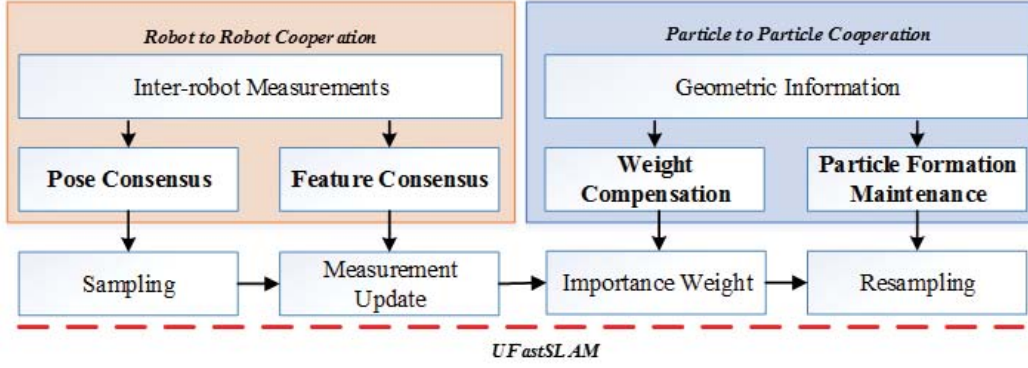 Robot to Robot Cooperation
Particle to Particle Cooperation
Inter-robot Measurements
Geometric Information
Pose Consensus
Feature Consensus
Weight
Compensation
Particle Formation
Maintenance
Sampling
Measurement
Update
Importance Weight
Resampling
UFastSLAM